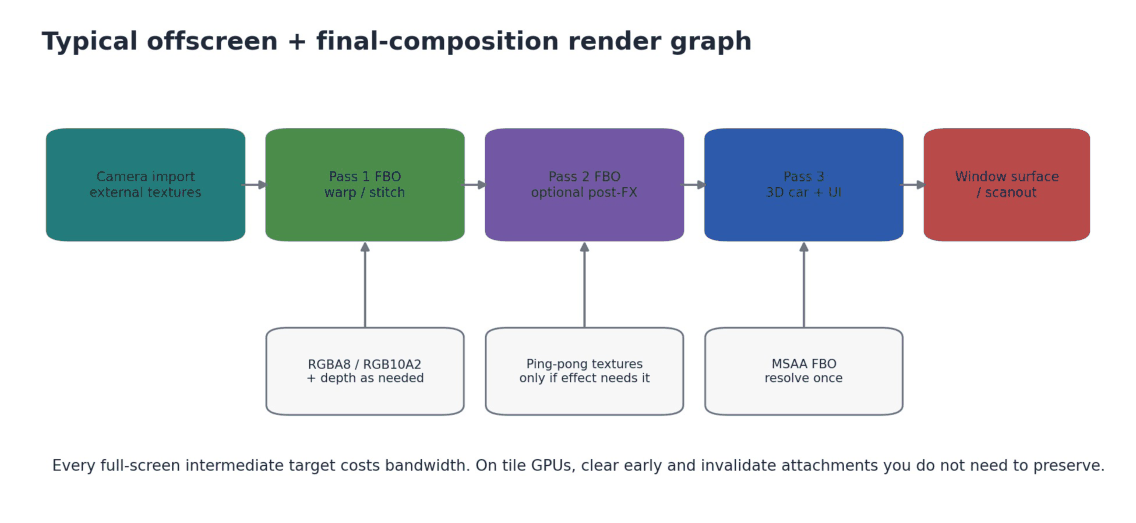 Typical offscreen + final-composition render graph
Camera import
external textures
Pass 1 FBO
warp / stitch
Pass 2 FBO
optional post-FX
Pass 3
3D car + UI
Window surface
/ scanout
RGBA8 / RGB10A2
+ depth as needed
Ping-pong textures
only if effect needs it
MSAA FBO
resolve once
Every full-screen intermediate target costs bandwidth. On tile GPUs, clear early and invalidate attachments you do not need to preserve.